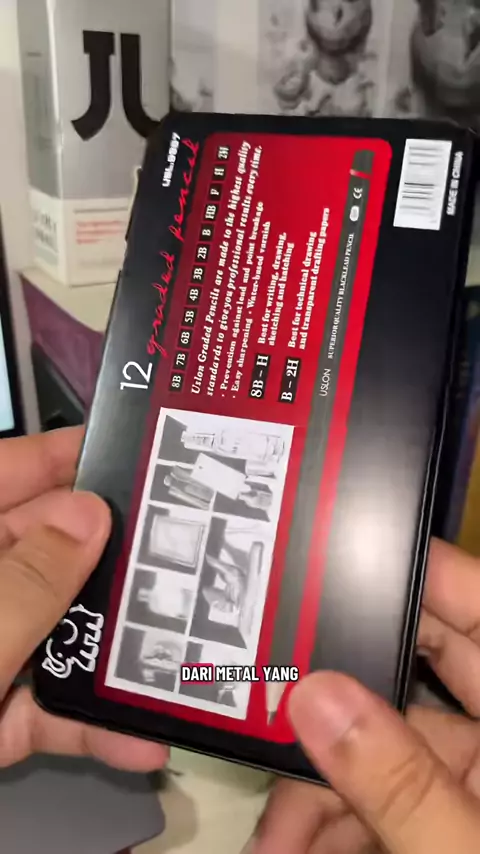 USL.9997
12 graded pencil
8B 7B 6B 5B 4B 3B 2B B HB F H 2H
Uslon Graded Pencils are made to the highest quality
standards to give you professional results every time.
• Prevention against lead and point breakage
• Easy sharpening • Water-based varnish
8B ~ H
Best for writing, drawing,
sketching and hatching
B ~ 2H
Best for technical drawing
and transparent drafting papers
USLON SUPERIOR QUALITY BLACKLEAD PENCIL CE
MADE IN CHINA
DARI METAL YANG